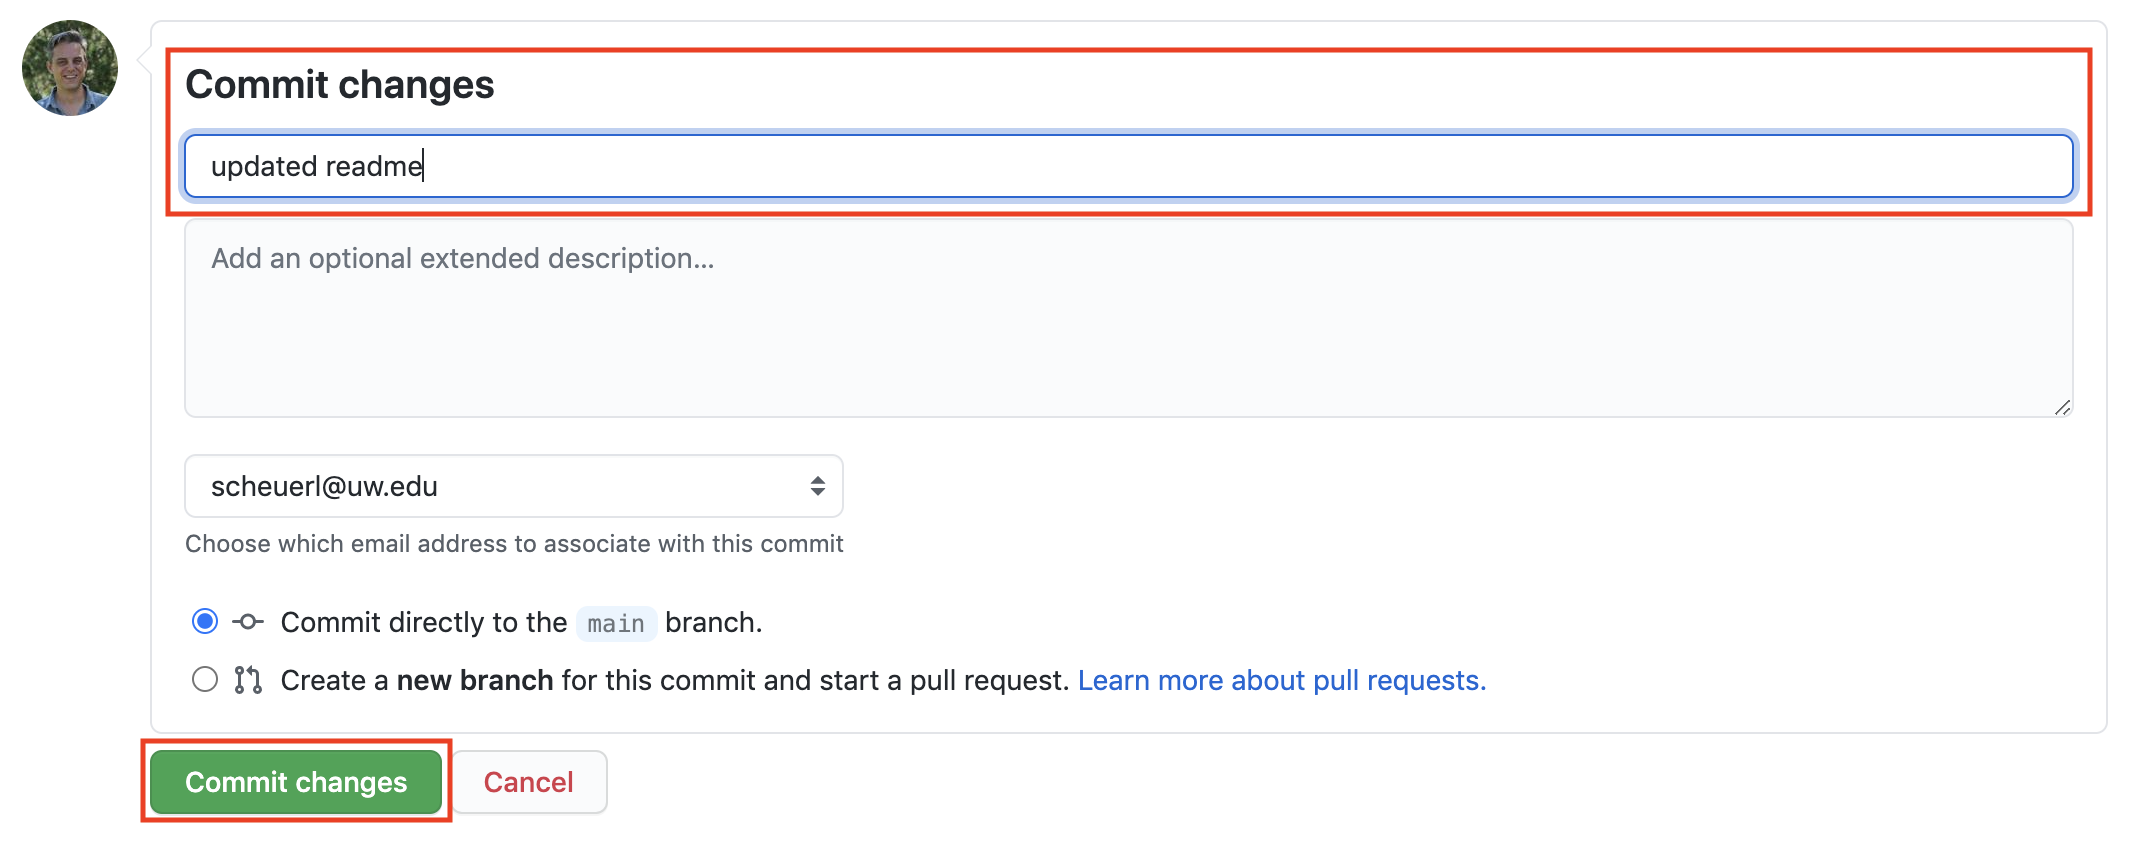 Commit changes
updated readme
Add an optional extended description...
scheuerl@uw.edu
Choose which email address to associate with this commit
Commit directly to the main branch.
Create a new branch for this commit and start a pull request. Learn more about pull requests.
Commit changes
Cancel